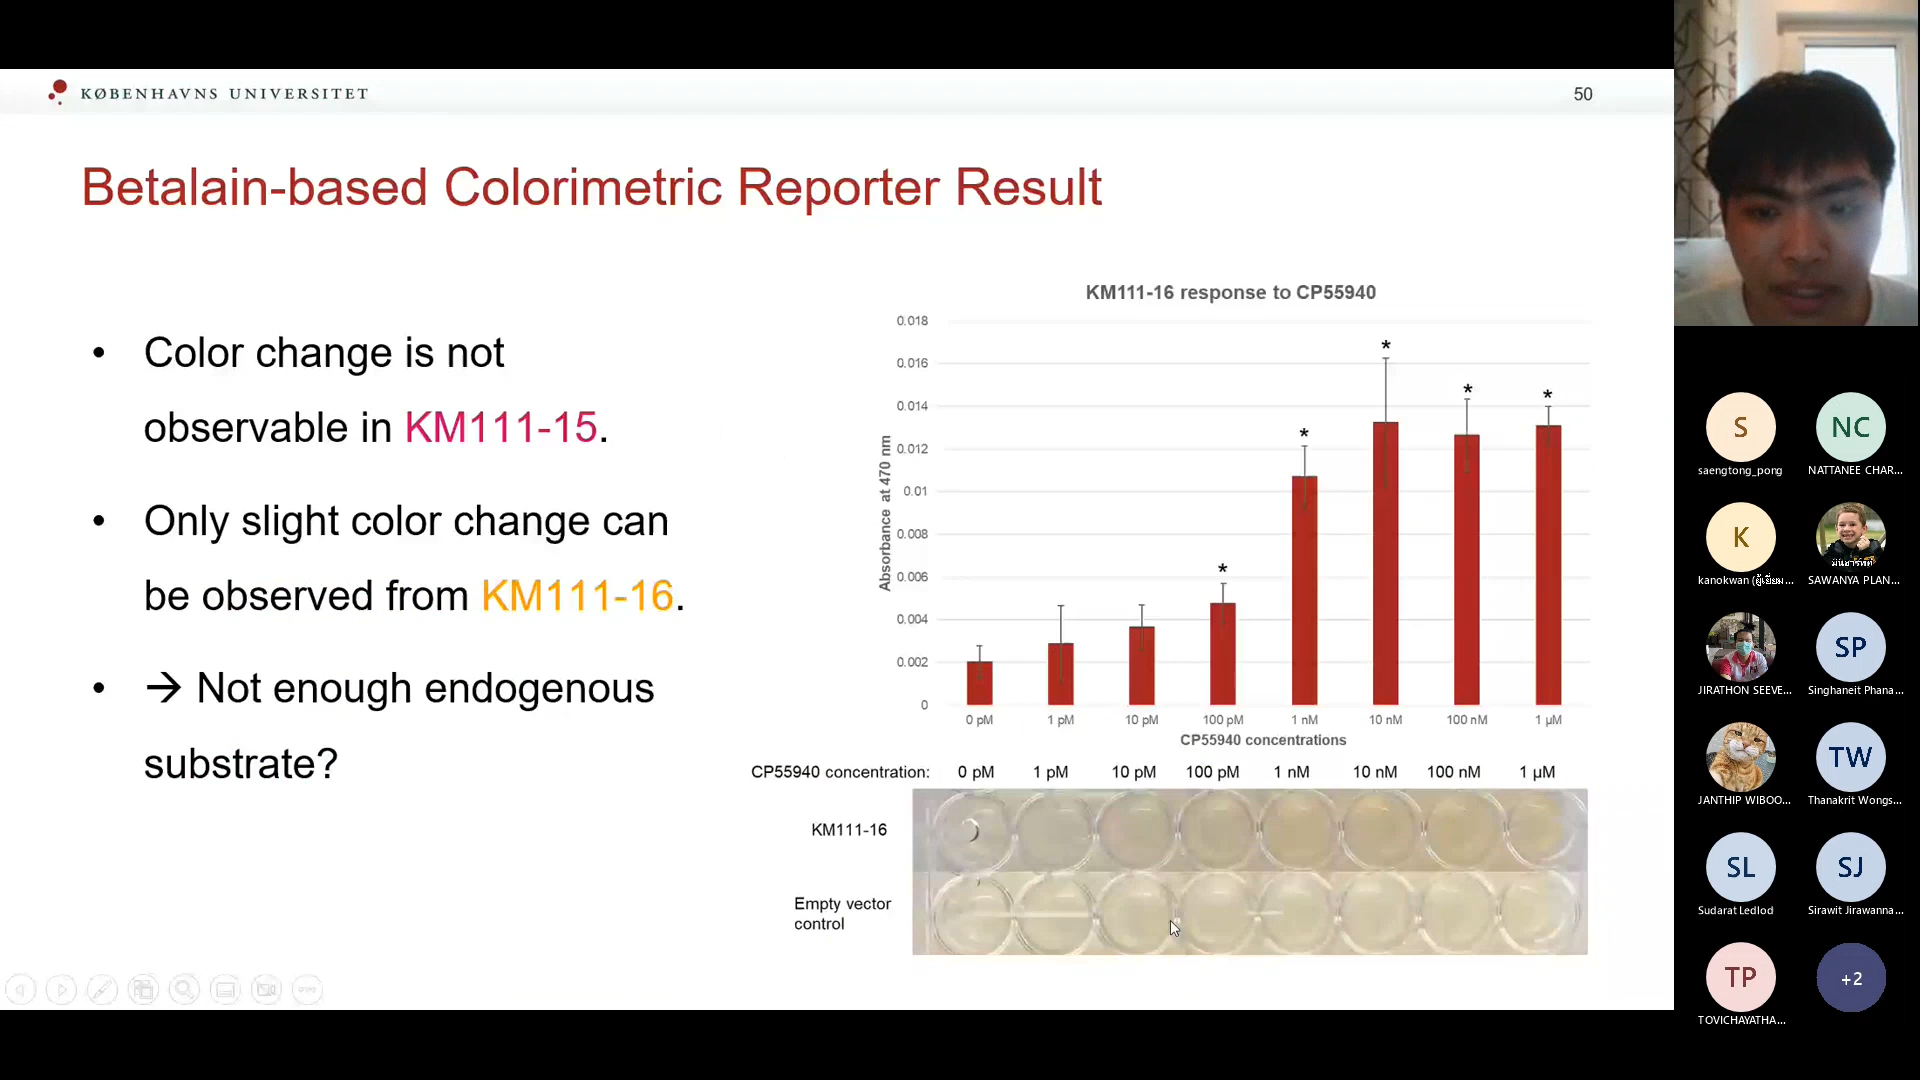 KØBENHAVNS UNIVERSITET
50
Betalain-based Colorimetric Reporter Result
• Color change is not
observable in KM111-15.
• Only slight color change can
be observed from KM111-16.
• → Not enough endogenous
substrate?
KM111-16 response to CP55940
Absorbance at 470 nm
0.018
0.016
0.014
0.012
0.01
0.008
0.006
0.004
0.002
0
*
*
*
*
*
0 pM 1 pM 10 pM 100 pM 1 nM 10 nM 100 nM 1 µM
CP55940 concentrations
CP55940 concentration: 0 pM 1 pM 10 pM 100 pM 1 nM 10 nM 100 nM 1 µM
KM111-16
Empty vector
control
S NC
saengtong_pong NATTANEE CHAR...
K
kanokwan (ผู้เยี่ยม... SAWANYA PLAN...
SP
JIRATHON SEEVE... Singhaneit Phana...
TW
JANTHIP WIBOO... Thanakrit Wongs...
SL SJ
Sudarat Ledlod Sirawit Jirawanna...
TP +2
TOVICHAYATHA...